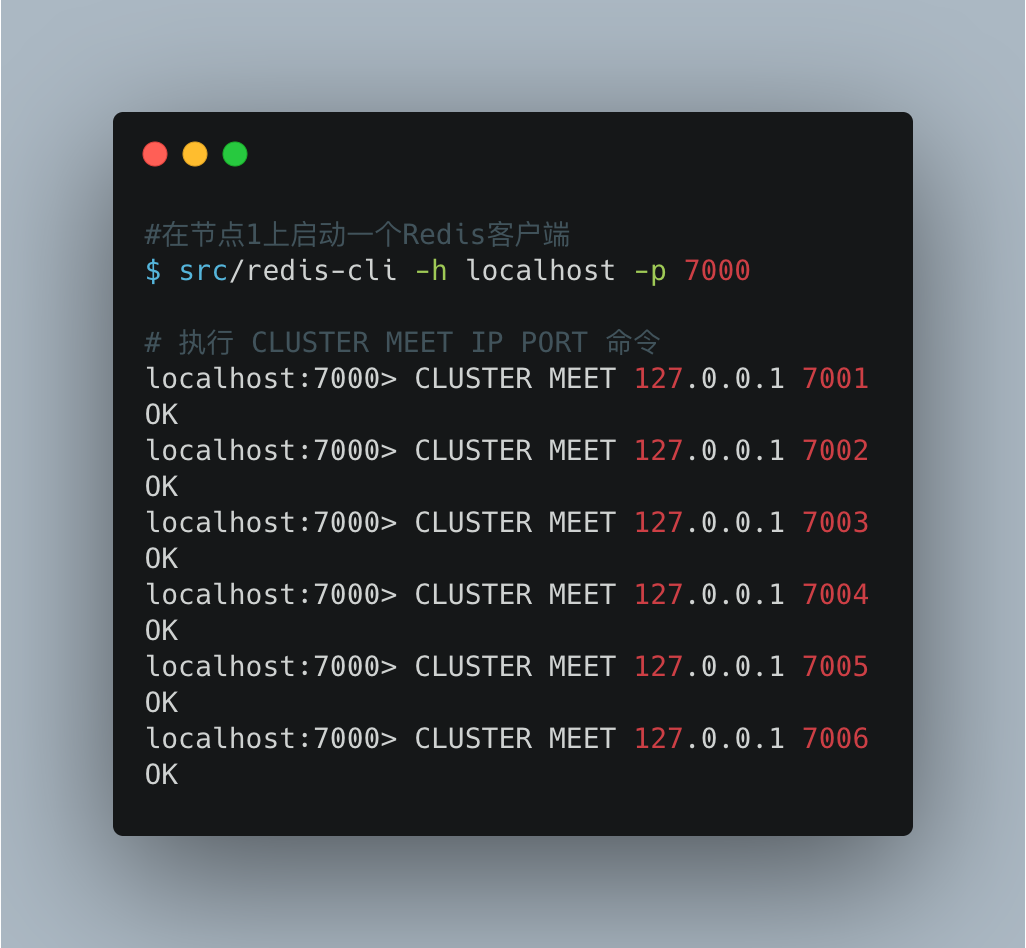 #在节点1上启动一个Redis客户端
$ src/redis-cli -h localhost -p 7000
# 执行 CLUSTER MEET IP PORT 命令
localhost:7000> CLUSTER MEET 127.0.0.1 7001
OK
localhost:7000> CLUSTER MEET 127.0.0.1 7002
OK
localhost:7000> CLUSTER MEET 127.0.0.1 7003
OK
localhost:7000> CLUSTER MEET 127.0.0.1 7004
OK
localhost:7000> CLUSTER MEET 127.0.0.1 7005
OK
localhost:7000> CLUSTER MEET 127.0.0.1 7006
OK